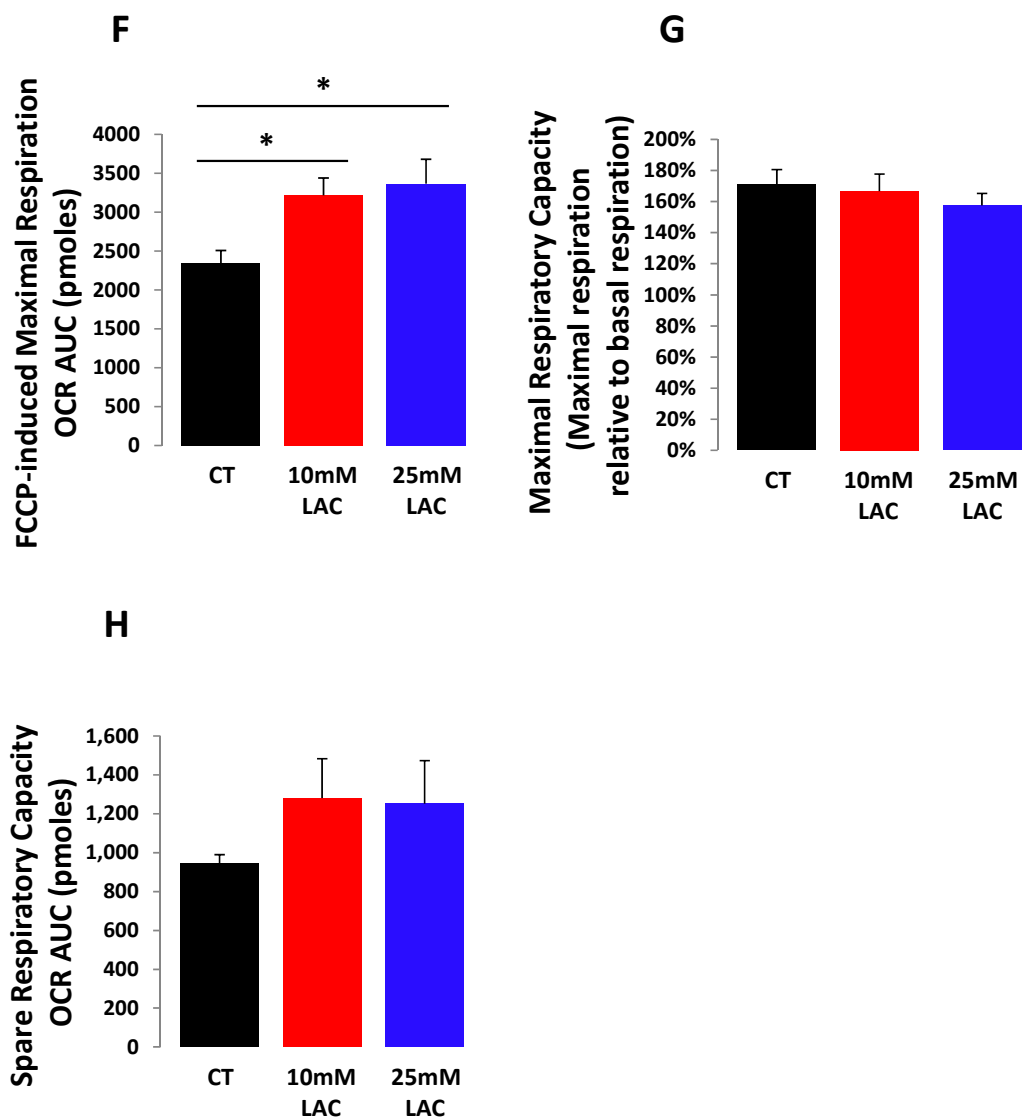 F
FCCP-induced Maximal Respiration
OCR AUC (pmoles)
*
*
4000
3500
3000
2500
2000
1500
1000
500
0
CT
10mM
LAC
25mM
LAC
G
Maximal Respiratory Capacity
(Maximal respiration
relative to basal respiration)
200%
180%
160%
140%
120%
100%
80%
60%
40%
20%
0%
CT
10mM
LAC
25mM
LAC
H
Spare Respiratory Capacity
OCR AUC (pmoles)
1,600
1,400
1,200
1,000
800
600
400
200
0
CT
10mM
LAC
25mM
LAC